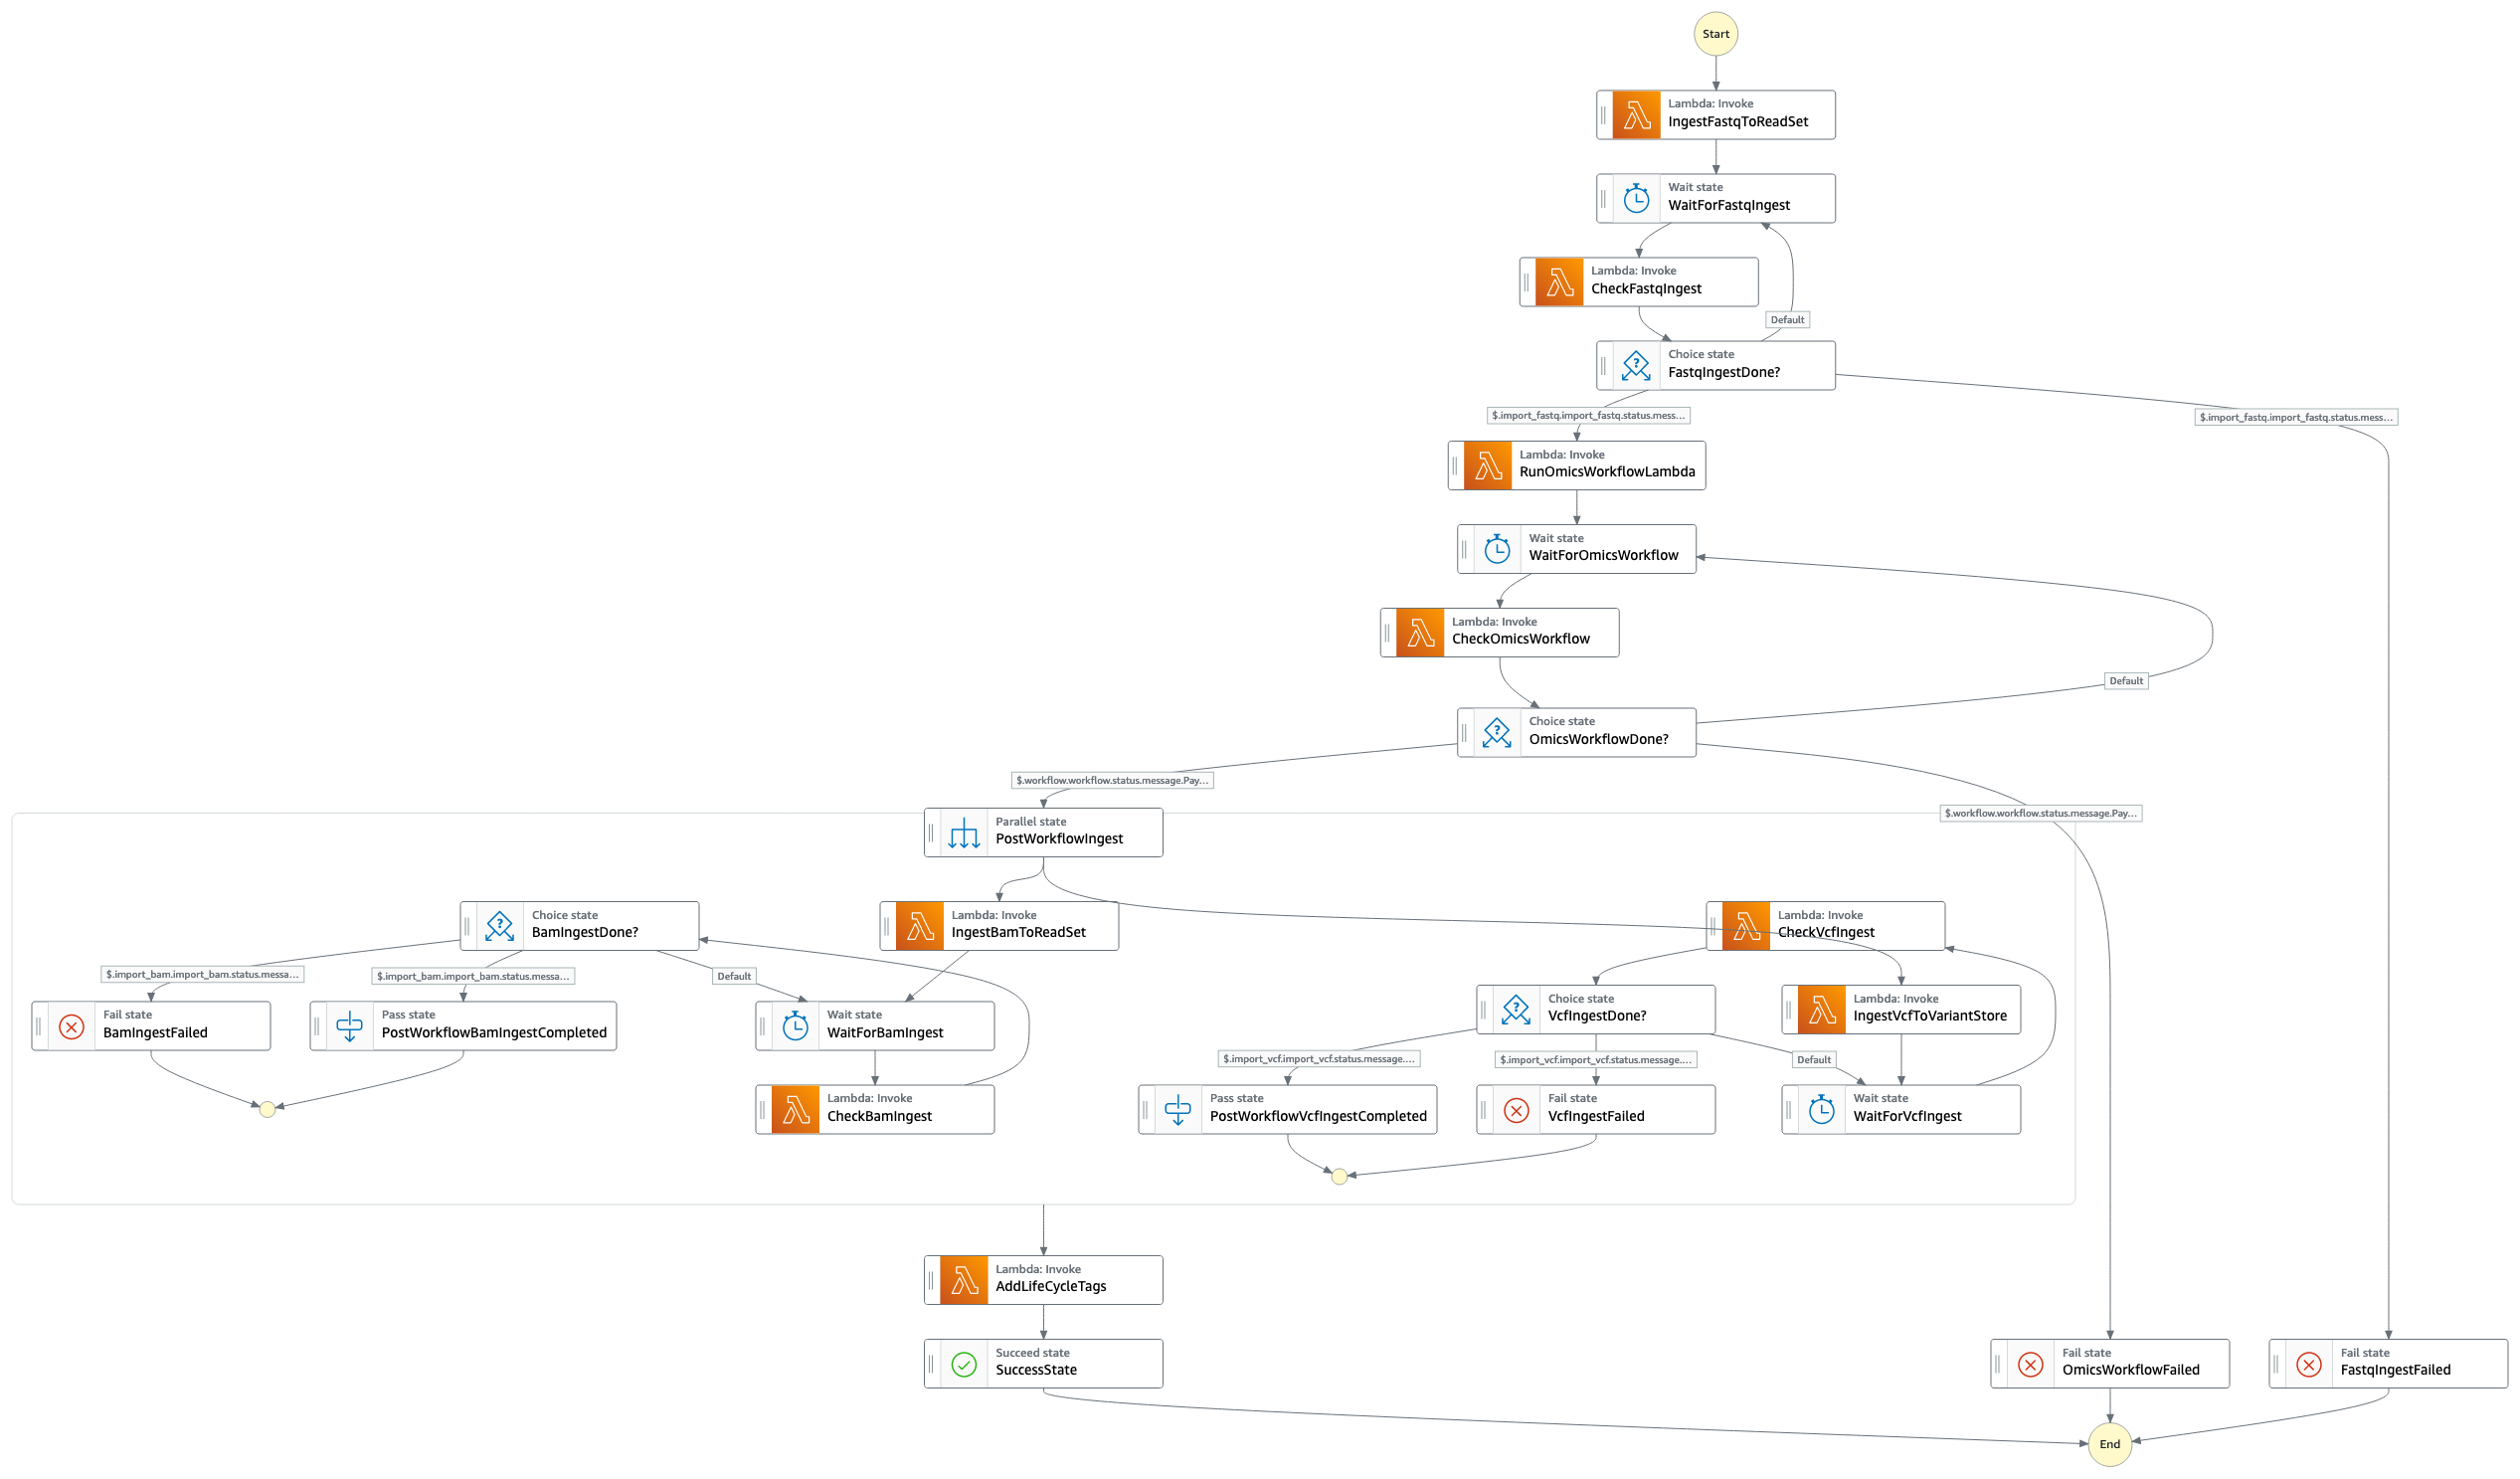 Start
Lambda: Invoke
IngestFastqToReadSet
Wait state
WaitForFastqIngest
Lambda: Invoke
CheckFastqIngest
Default
Choice state
FastqIngestDone?
$.import_fastq.import_fastq.status.mess...
$.import_fastq.import_fastq.status.mess...
Lambda: Invoke
RunOmicsWorkflowLambda
Wait state
WaitForOmicsWorkflow
Lambda: Invoke
CheckOmicsWorkflow
Default
Choice state
OmicsWorkflowDone?
$.workflow.workflow.status.message.Pay...
$.workflow.workflow.status.message.Pay...
Parallel state
PostWorkflowIngest
Choice state
BamIngestDone?
Lambda: Invoke
IngestBamToReadSet
Lambda: Invoke
CheckVcfIngest
$.import_bam.import_bam.status.messa...
$.import_bam.import_bam.status.messa...
Default
Fail state
BamIngestFailed
Pass state
PostWorkflowBamIngestCompleted
Wait state
WaitForBamIngest
Choice state
VcfIngestDone?
Lambda: Invoke
IngestVcfToVariantStore
$.import_vcf.import_vcf.status.message....
$.import_vcf.import_vcf.status.message....
Default
Lambda: Invoke
CheckBamIngest
Pass state
PostWorkflowVcfIngestCompleted
Fail state
VcfIngestFailed
Wait state
WaitForVcfIngest
Lambda: Invoke
AddLifeCycleTags
Succeed state
SuccessState
Fail state
OmicsWorkflowFailed
Fail state
FastqIngestFailed
End